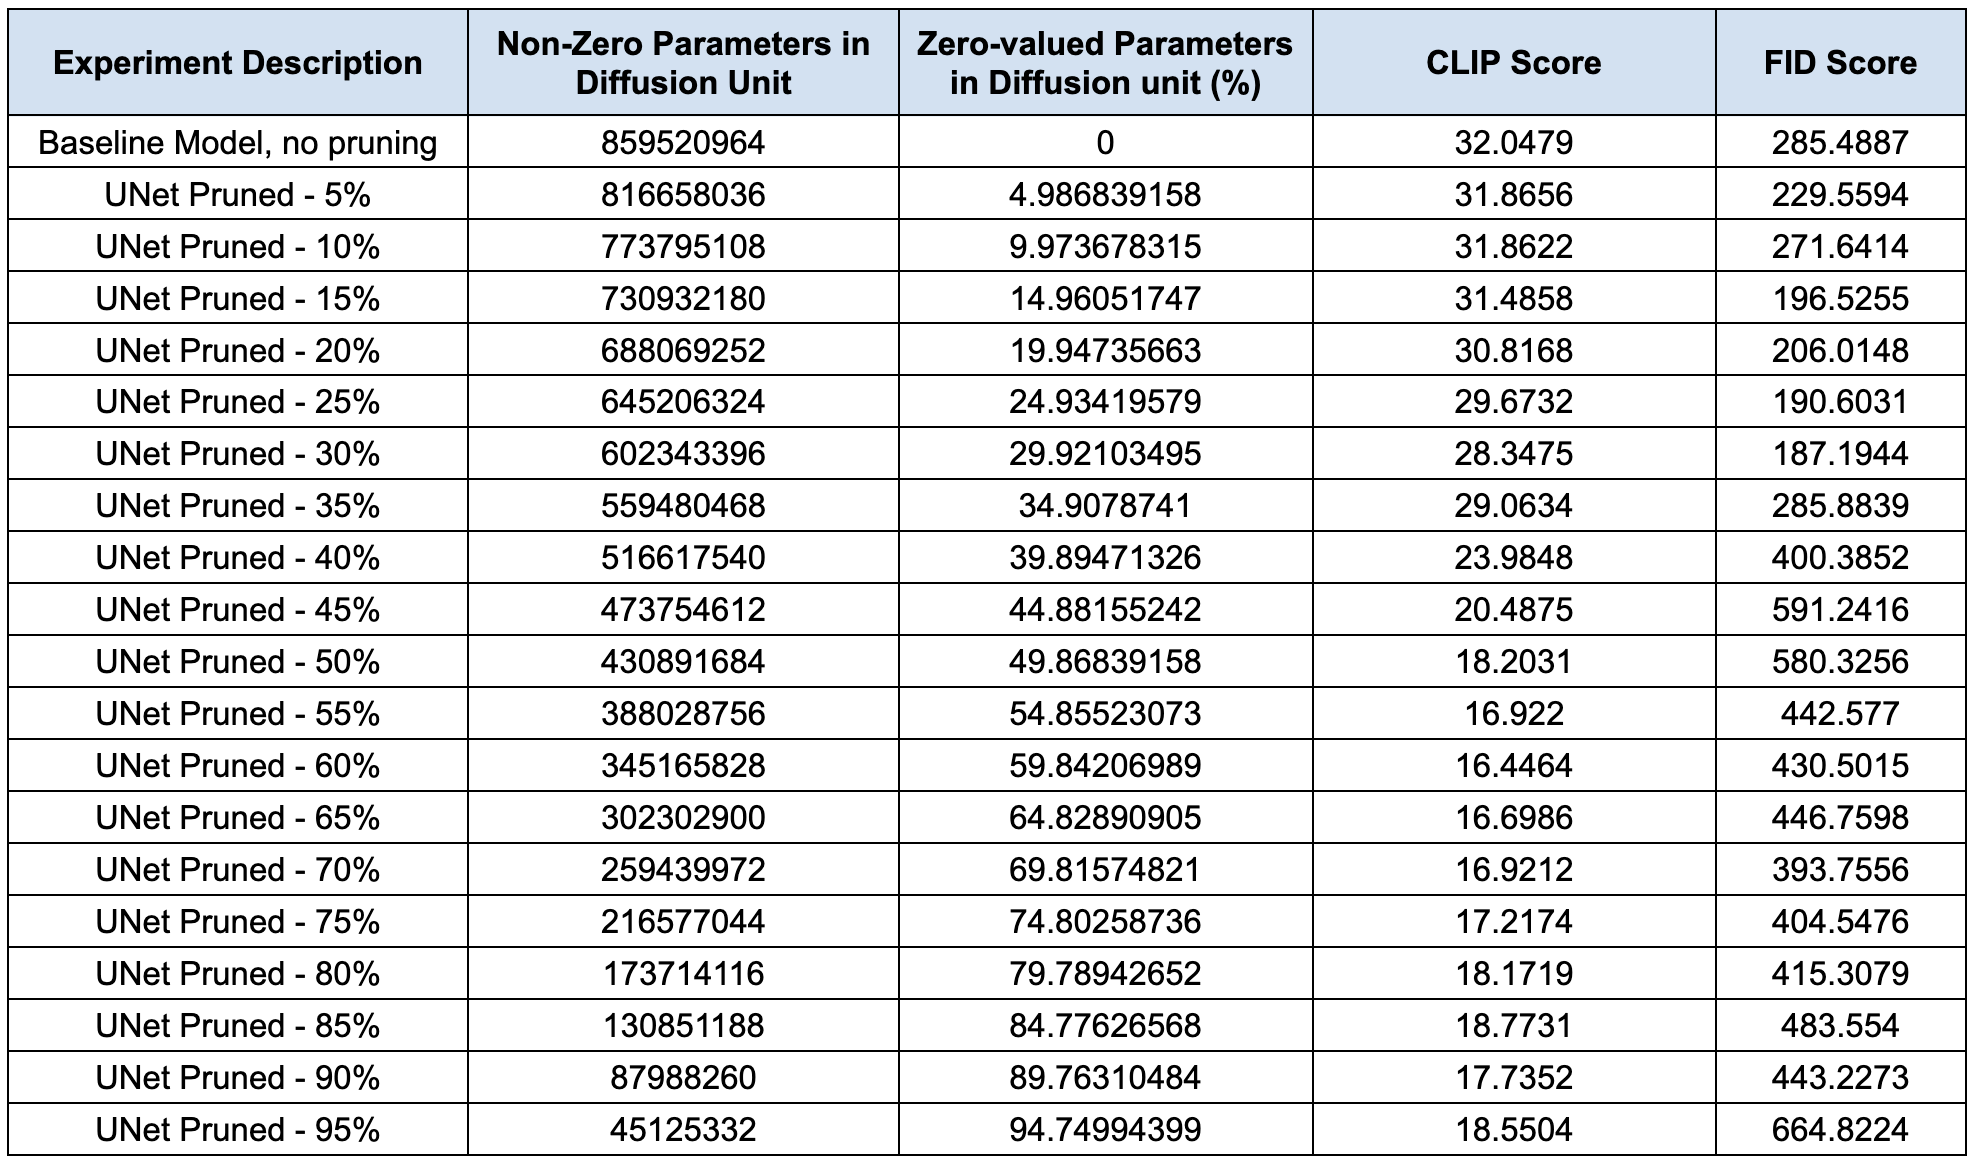 Experiment Description Non-Zero Parameters in Diffusion Unit Zero-valued Parameters in Diffusion unit (%) CLIP Score FID Score
Baseline Model, no pruning 859520964 0 32.0479 285.4887
UNet Pruned - 5% 816658036 4.986839158 31.8656 229.5594
UNet Pruned - 10% 773795108 9.973678315 31.8622 271.6414
UNet Pruned - 15% 730932180 14.96051747 31.4858 196.5255
UNet Pruned - 20% 688069252 19.94735663 30.8168 206.0148
UNet Pruned - 25% 645206324 24.93419579 29.6732 190.6031
UNet Pruned - 30% 602343396 29.92103495 28.3475 187.1944
UNet Pruned - 35% 559480468 34.9078741 29.0634 285.8839
UNet Pruned - 40% 516617540 39.89471326 23.9848 400.3852
UNet Pruned - 45% 473754612 44.88155242 20.4875 591.2416
UNet Pruned - 50% 430891684 49.86839158 18.2031 580.3256
UNet Pruned - 55% 388028756 54.85523073 16.922 442.577
UNet Pruned - 60% 345165828 59.84206989 16.4464 430.5015
UNet Pruned - 65% 302302900 64.82890905 16.6986 446.7598
UNet Pruned - 70% 259439972 69.81574821 16.9212 393.7556
UNet Pruned - 75% 216577044 74.80258736 17.2174 404.5476
UNet Pruned - 80% 173714116 79.78942652 18.1719 415.3079
UNet Pruned - 85% 130851188 84.77626568 18.7731 483.554
UNet Pruned - 90% 87988260 89.76310484 17.7352 443.2273
UNet Pruned - 95% 45125332 94.74994399 18.5504 664.8224